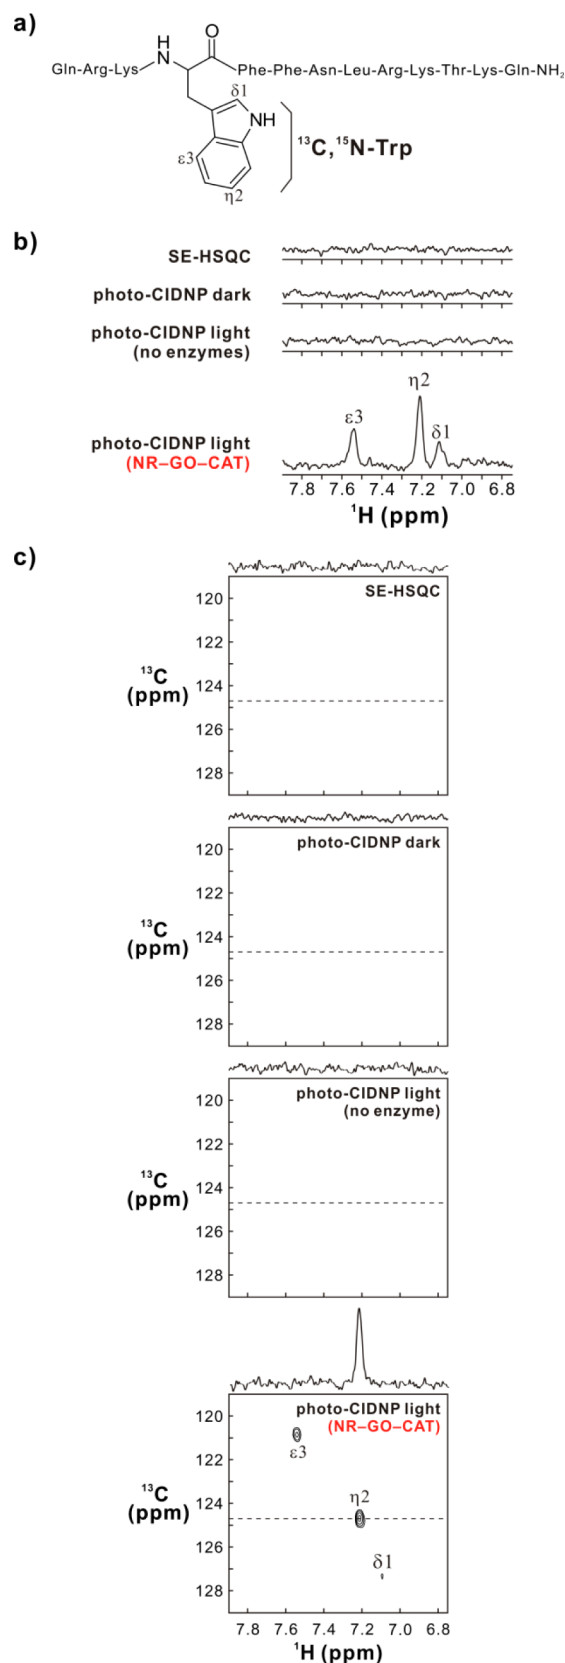 a)
H
N
O
Gln-Arg-Lys
Phe-Phe-Asn-Leu-Arg-Lys-Thr-Lys-Gln-NH₂
δ1
NH
ε3
η2
¹³C,¹⁵N-Trp
b)
SE-HSQC
photo-CIDNP dark
photo-CIDNP light
(no enzymes)
η2
ε3
δ1
photo-CIDNP light
(NR–GO–CAT)
7.8 7.6 7.4 7.2 7.0 6.8
¹H (ppm)
c)
SE-HSQC
120
122
¹³C
(ppm)
124
126
128
photo-CIDNP dark
120
122
¹³C
(ppm)
124
126
128
photo-CIDNP light
(no enzyme)
120
122
¹³C
(ppm)
124
126
128
photo-CIDNP light
(NR–GO–CAT)
120
ε3
122
¹³C
(ppm)
η2
124
126
δ1
128
7.8 7.6 7.4 7.2 7.0 6.8
¹H (ppm)